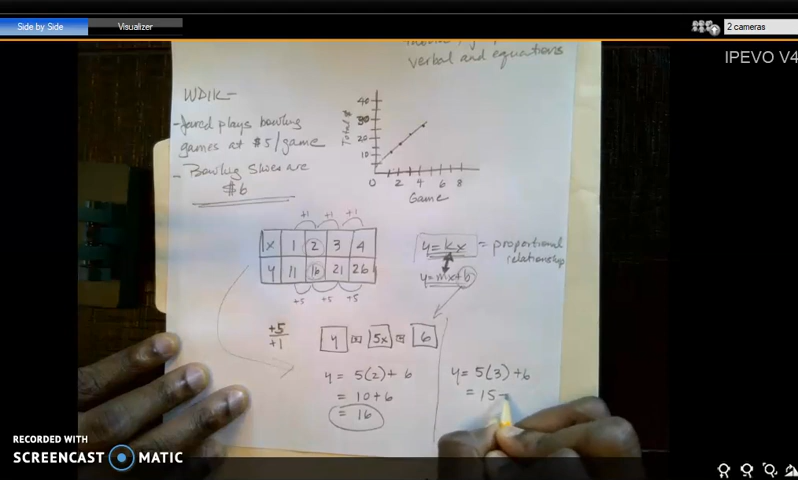 Side by Side
Visualizer
2 cameras
IPEVO V4
verbal and equations
WDIK-
-Jared plays bowling
games at $5/game
- Bowling Shoes are
$6
Total $
40
30
20
10
0 2 4 6 8
Game
+1 +1 +1
x 1 2 3 4
y 11 16 21 26
+5 +5 +5
y=kx = proportional
relationship
y=mx+b
+5
+1
y = 5x + 6
y = 5(2) + 6
= 10+6
= 16
y= 5(3) +6
= 15
RECORDED WITH
SCREENCAST MATIC